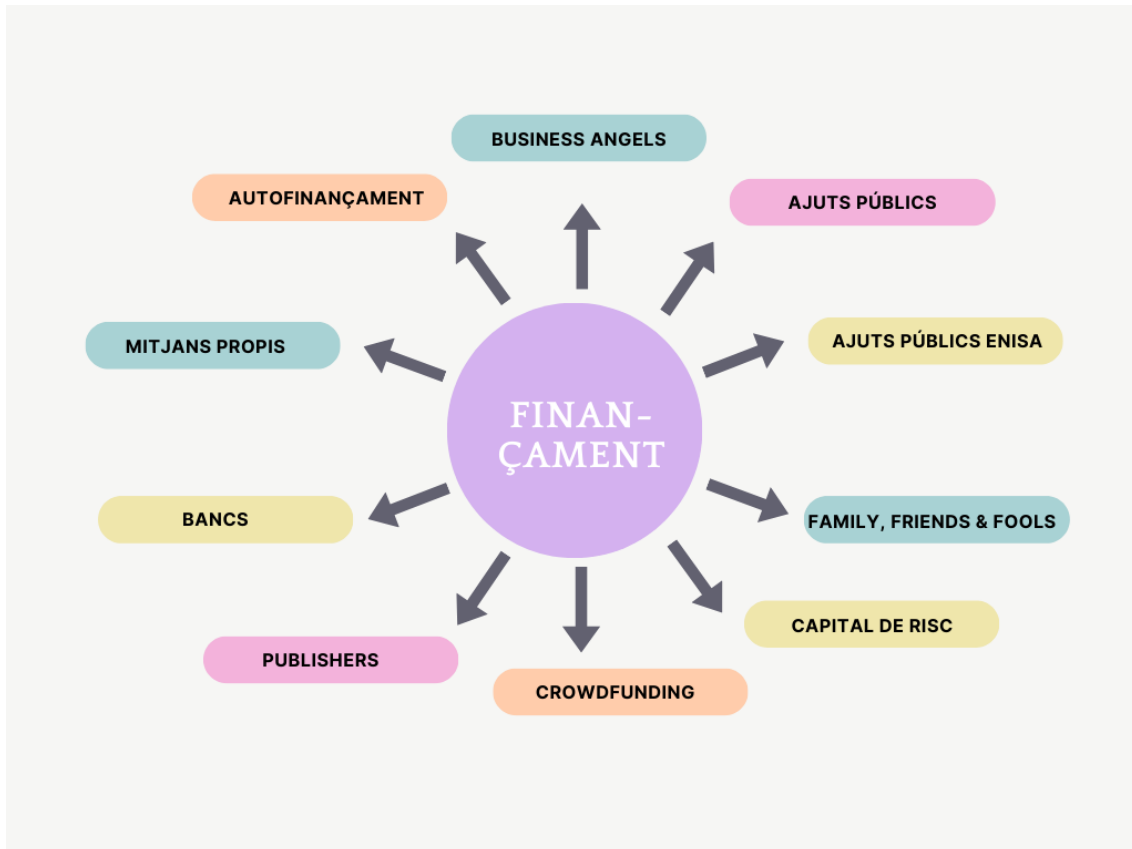 BUSINESS ANGELS
AUTOFINANÇAMENT
AJUTS PÚBLICS
MITJANS PROPIS
AJUTS PÚBLICS ENISA
FINAN-
ÇAMENT
BANCS
FAMILY, FRIENDS & FOOLS
CAPITAL DE RISC
PUBLISHERS
CROWDFUNDING